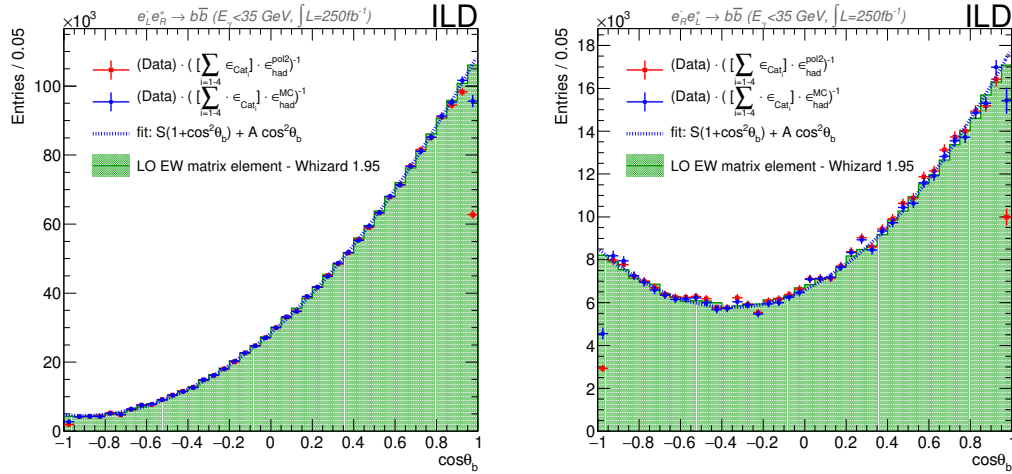 e⁻_L e⁺_R → bb̅ (E_γ<35 GeV, ∫L=250fb⁻¹) ILD
×10³
Entries / 0.05
(Data) · ( [∑_{i=1-4} ϵ_{Cat_i}] · ϵ^{pol2}_{had})⁻¹
(Data) · ( [∑_{i=1-4} · ϵ_{Cat_i}] · ϵ^{MC}_{had})⁻¹
fit: S(1+cos²θ_b) + A cos²θ_b
LO EW matrix element - Whizard 1.95
100
80
60
40
20
0
−1 −0.8 −0.6 −0.4 −0.2 0 0.2 0.4 0.6 0.8 1
cosθ_b
e⁻_R e⁺_L → bb̅ (E_γ<35 GeV, ∫L=250fb⁻¹) ILD
×10³
Entries / 0.05
(Data) · ( [∑_{i=1-4} ϵ_{Cat_i}] · ϵ^{pol2}_{had})⁻¹
(Data) · ( [∑_{i=1-4} · ϵ_{Cat_i}] · ϵ^{MC}_{had})⁻¹
fit: S(1+cos²θ_b) + A cos²θ_b
LO EW matrix element - Whizard 1.95
18
16
14
12
10
8
6
4
2
0
−1 −0.8 −0.6 −0.4 −0.2 0 0.2 0.4 0.6 0.8 1
cosθ_b